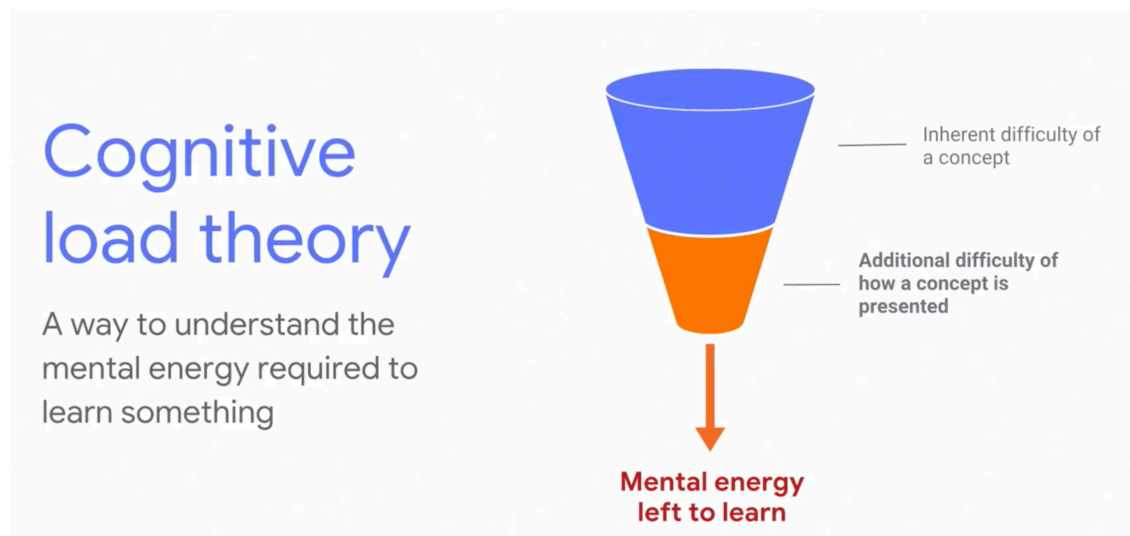 Cognitive
load theory
A way to understand the
mental energy required to
learn something
Inherent difficulty of
a concept
Additional difficulty of
how a concept is
presented
Mental energy
left to learn